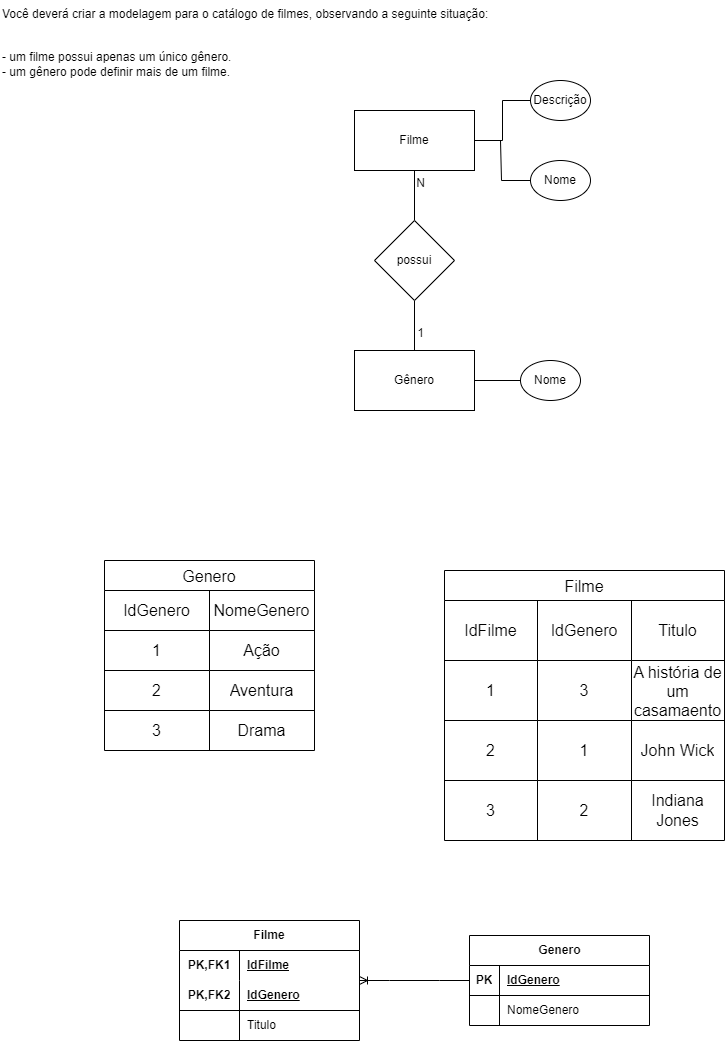 Você deverá criar a modelagem para o catálogo de filmes, observando a seguinte situação:
- um filme possui apenas um único gênero.
- um gênero pode definir mais de um filme.
Descrição
Filme
Nome
N
possui
1
Gênero
Nome
Genero
IdGenero NomeGenero
1 Ação
2 Aventura
3 Drama
Filme
IdFilme IdGenero Titulo
1 3 A história de
um
casamaento
2 1 John Wick
3 2 Indiana
Jones
Filme
PK,FK1 IdFilme
PK,FK2 IdGenero
Titulo
Genero
PK IdGenero
NomeGenero